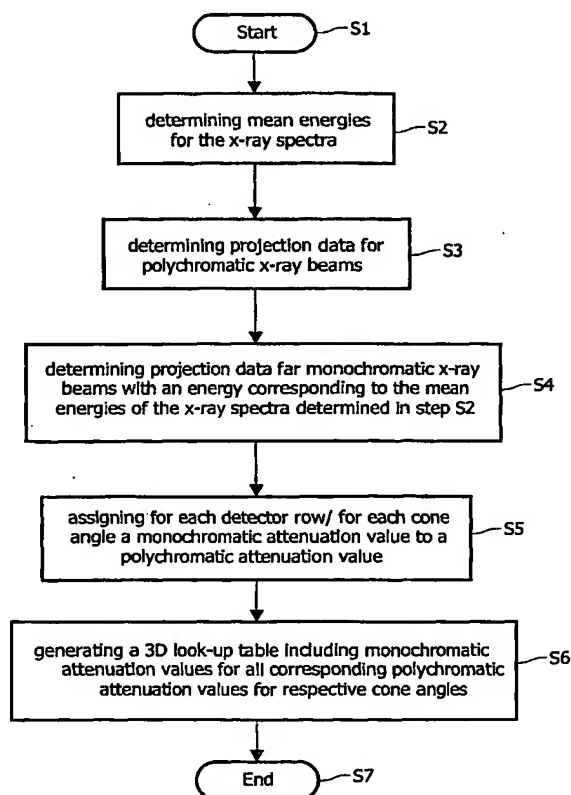 Start
S1
determining mean energies
for the x-ray spectra
S2
determining projection data for
polychromatic x-ray beams
S3
determining projection data far monochromatic x-ray
beams with an energy corresponding to the mean
energies of the x-ray spectra determined in step S2
S4
assigning for each detector row/ for each cone
angle a monochromatic attenuation value to a
polychromatic attenuation value
S5
generating a 3D look-up table including monochromatic
attenuation values for all corresponding polychromatic
attenuation values for respective cone angles
S6
End
S7